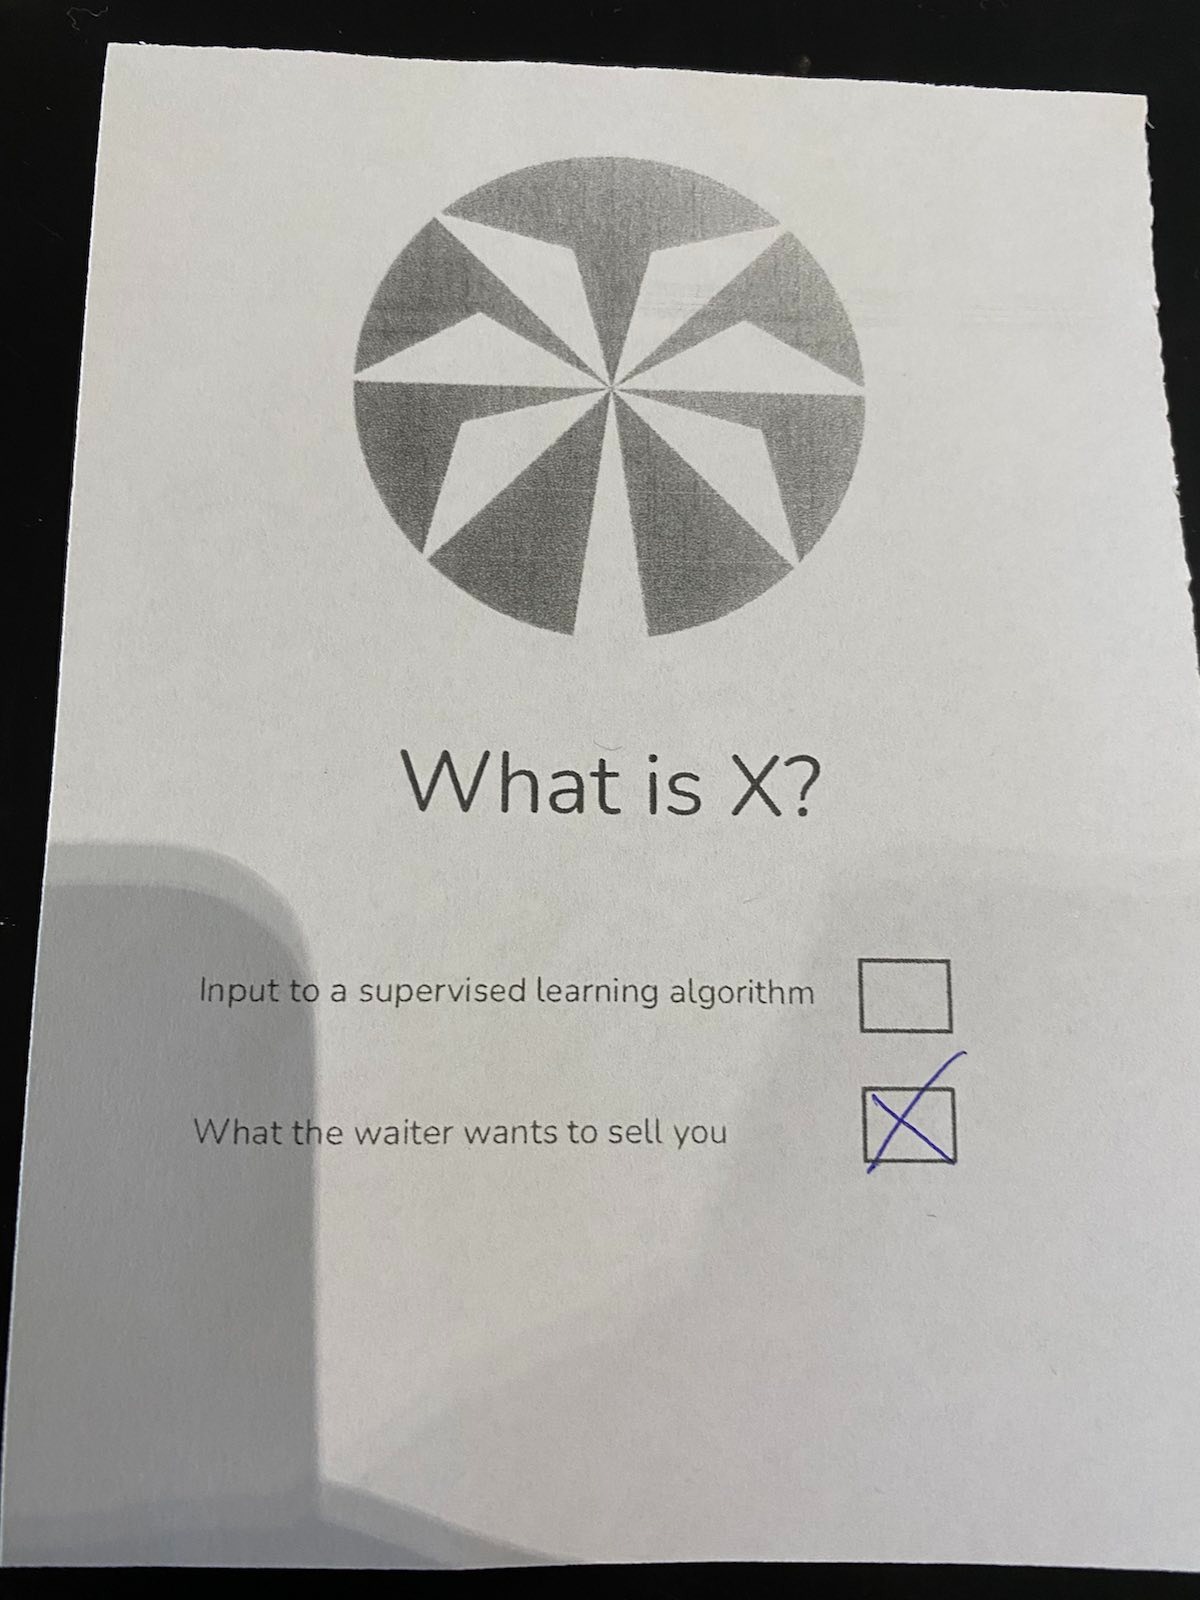 What is X?
Input to a supervised learning algorithm
What the waiter wants to sell you